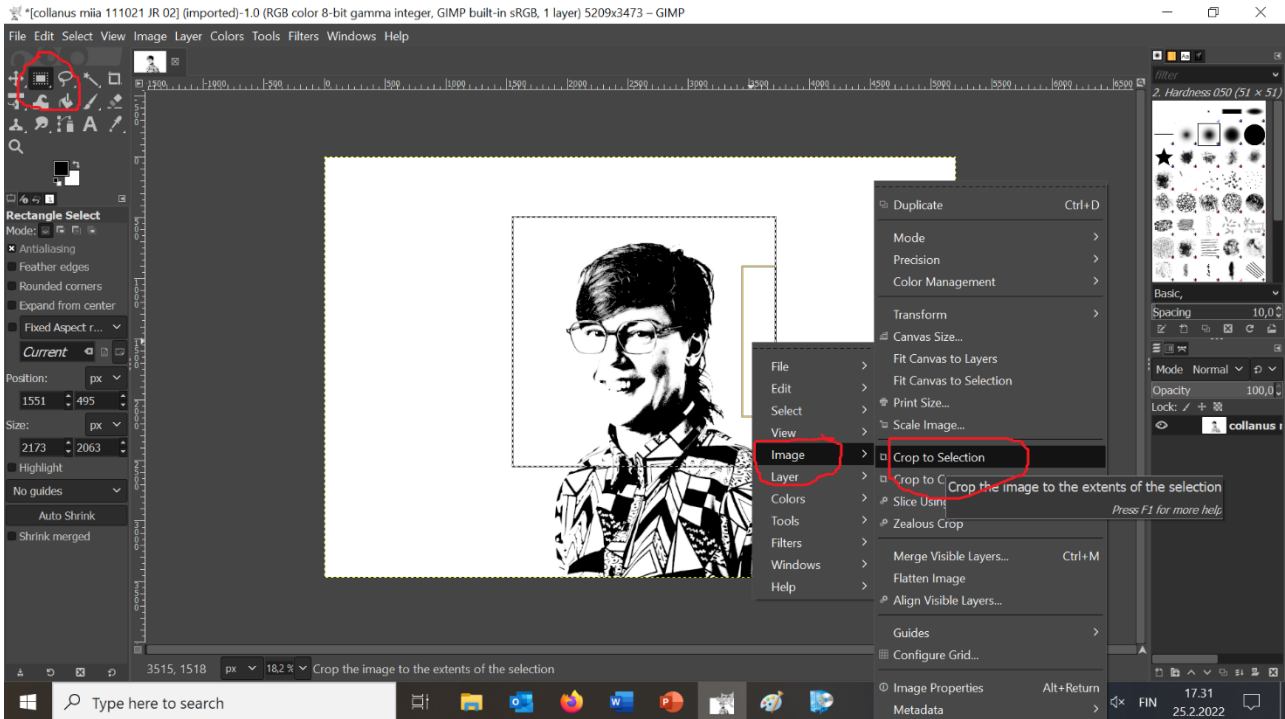 *[collanus miia 111021 JR 02] (imported)-1.0 (RGB color 8-bit gamma integer, GIMP built-in sRGB, 1 layer) 5209x3473 – GIMP
File Edit Select View Image Layer Colors Tools Filters Windows Help
Rectangle Select
Mode:
Antialiasing
Feather edges
Rounded corners
Expand from center
Fixed Aspect r...
Current
Position: px
1551 495
Size: px
2173 2063
Highlight
No guides
Auto Shrink
Shrink merged
File
Edit
Select
View
Image
Layer
Colors
Tools
Filters
Windows
Help
Duplicate Ctrl+D
Mode
Precision
Color Management
Transform
Canvas Size...
Fit Canvas to Layers
Fit Canvas to Selection
Print Size...
Scale Image...
Crop to Selection
Crop to C
Slice Using
Zealous Crop
Crop the image to the extents of the selection
Press F1 for more help
Merge Visible Layers... Ctrl+M
Flatten Image
Align Visible Layers...
Guides
Configure Grid...
Image Properties Alt+Return
Metadata
filter
2. Hardness 050 (51 × 51)
Basic,
Spacing 10,0
Mode Normal
Opacity 100,0
Lock:
collanus
3515, 1518 px 18,2 % Crop the image to the extents of the selection
Type here to search
FIN
17.31
25.2.2022